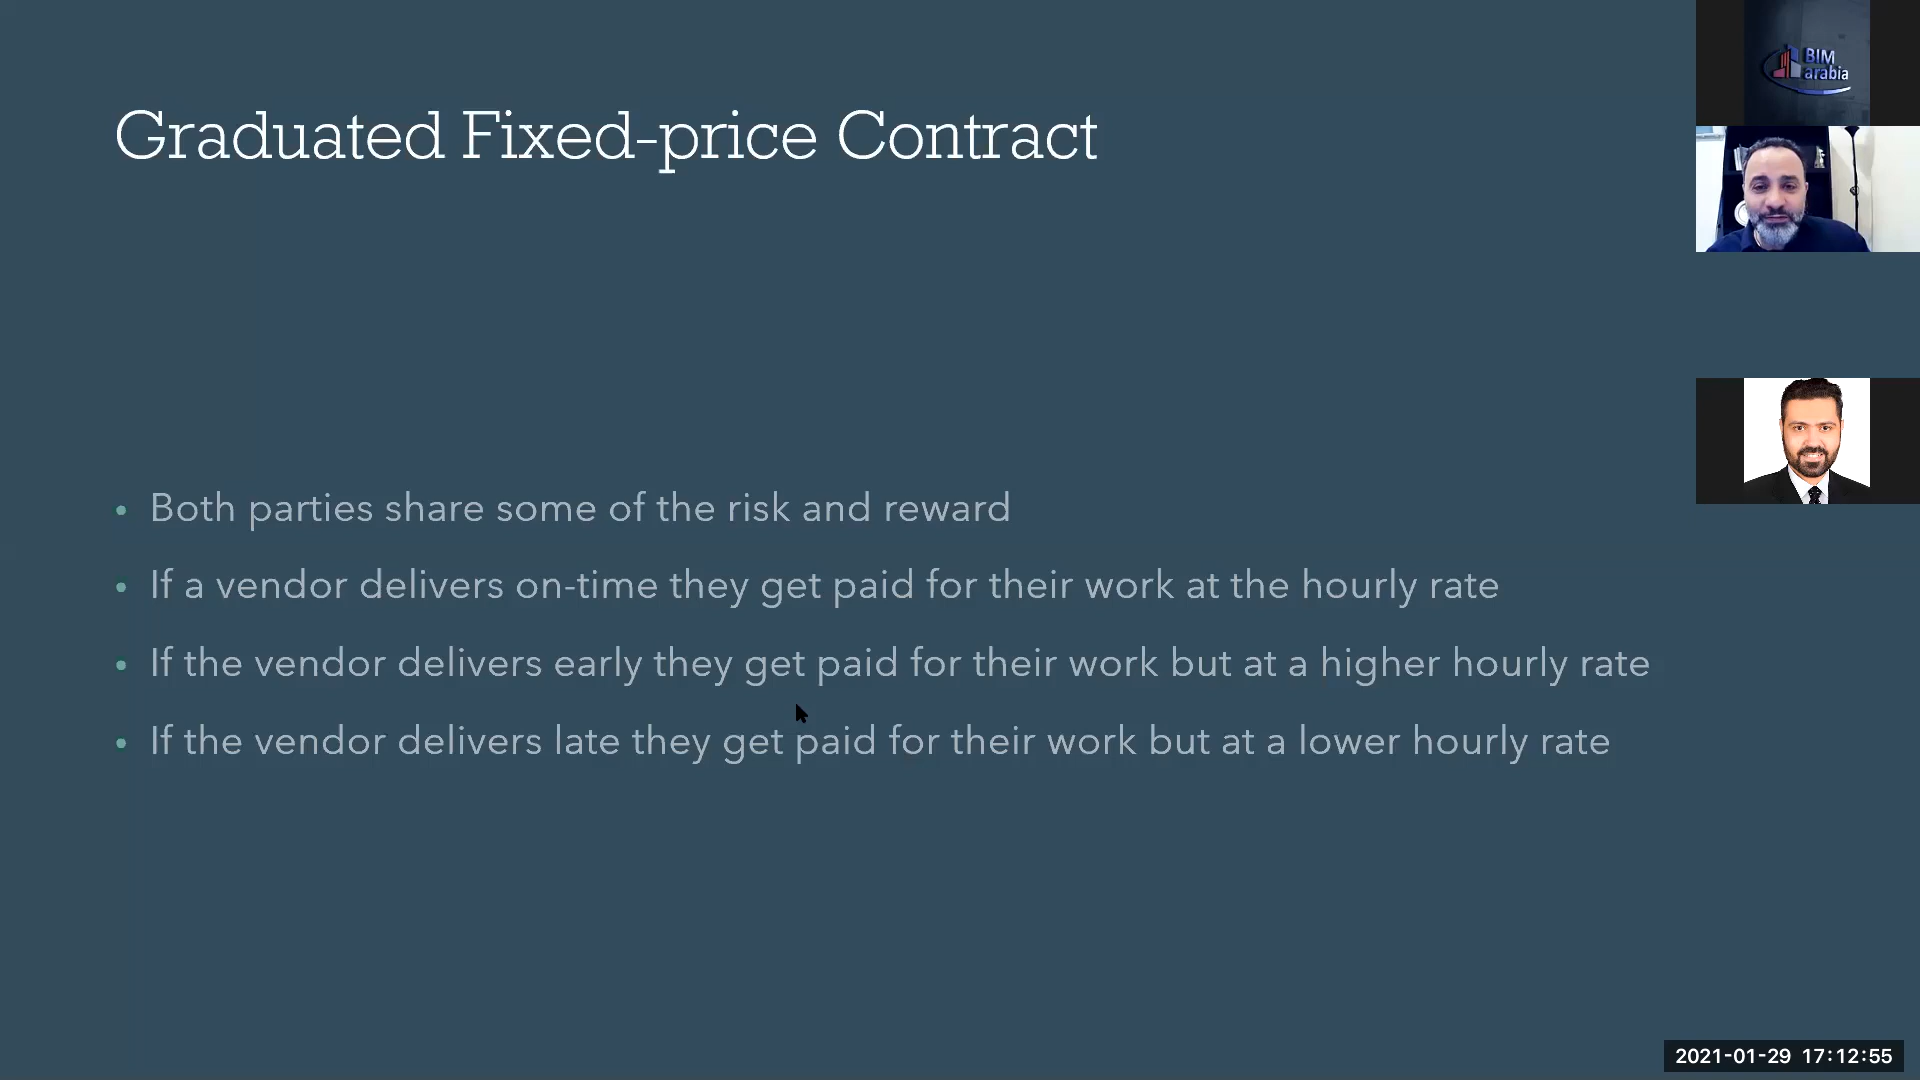 Graduated Fixed-price Contract
BIM
arabia
• Both parties share some of the risk and reward
• If a vendor delivers on-time they get paid for their work at the hourly rate
• If the vendor delivers early they get paid for their work but at a higher hourly rate
• If the vendor delivers late they get paid for their work but at a lower hourly rate
2021-01-29 17:12:55